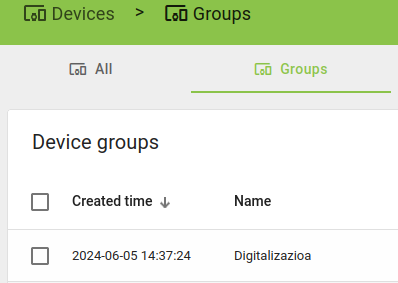 Devices > Groups
All Groups
Device groups
Created time ↓ Name
2024-06-05 14:37:24 Digitalizazioa